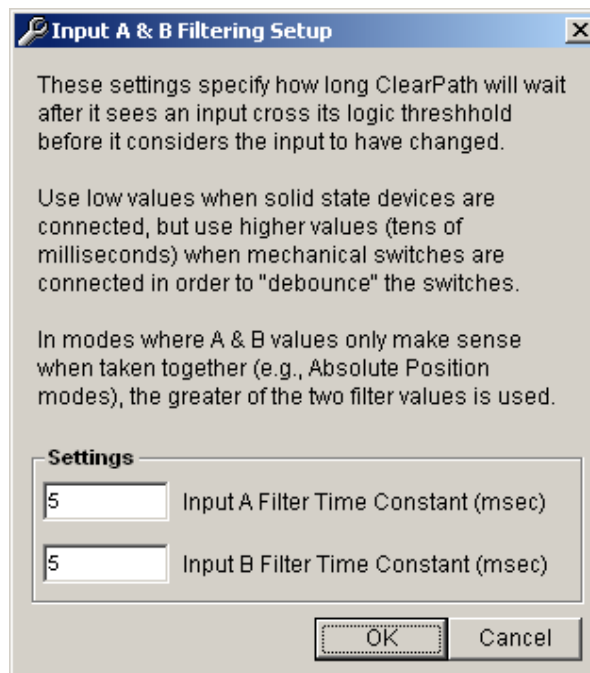 Input A & B Filtering Setup
These settings specify how long ClearPath will wait
after it sees an input cross its logic threshhold
before it considers the input to have changed.
Use low values when solid state devices are
connected, but use higher values (tens of
milliseconds) when mechanical switches are
connected in order to "debounce" the switches.
In modes where A & B values only make sense
when taken together (e.g., Absolute Position
modes), the greater of the two filter values is used.
Settings
5 Input A Filter Time Constant (msec)
5 Input B Filter Time Constant (msec)
OK Cancel